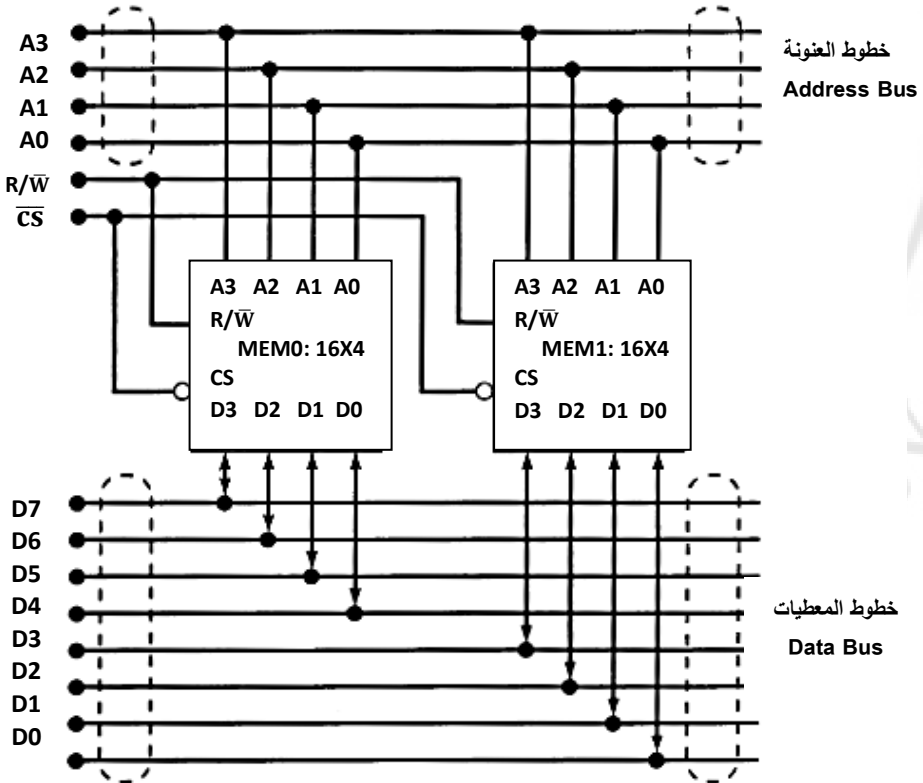 A3
خطوط العنونة
A2
Address Bus
A1
A0
R/W̅
C̅S̅
A3 A2 A1 A0
R/W̅
MEM0: 16X4
CS
D3 D2 D1 D0
A3 A2 A1 A0
R/W̅
MEM1: 16X4
CS
D3 D2 D1 D0
D7
D6
D5
D4
خطوط المعطيات
D3
Data Bus
D2
D1
D0